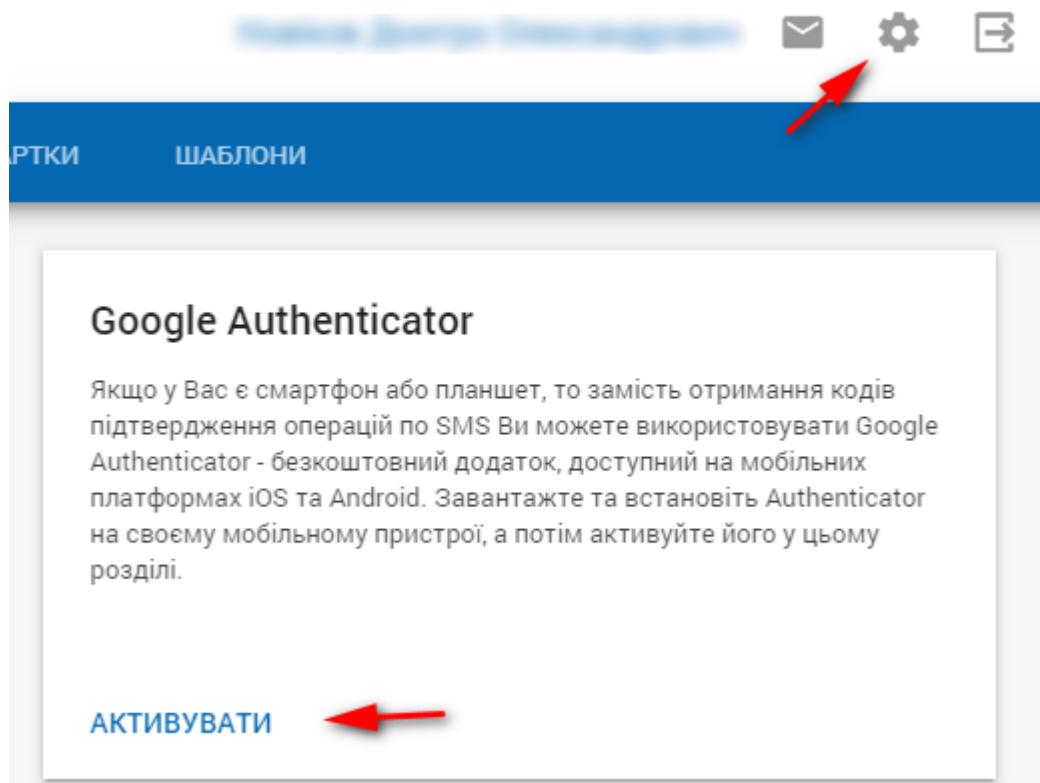 РТКИ ШАБЛОНИ
Google Authenticator
Якщо у Вас є смартфон або планшет, то замість отримання кодів
підтвердження операцій по SMS Ви можете використовувати Google
Authenticator - безкоштовний додаток, доступний на мобільних
платформах iOS та Android. Завантажте та встановіть Authenticator
на своєму мобільному пристрої, а потім активуйте його у цьому
розділі.
АКТИВУВАТИ